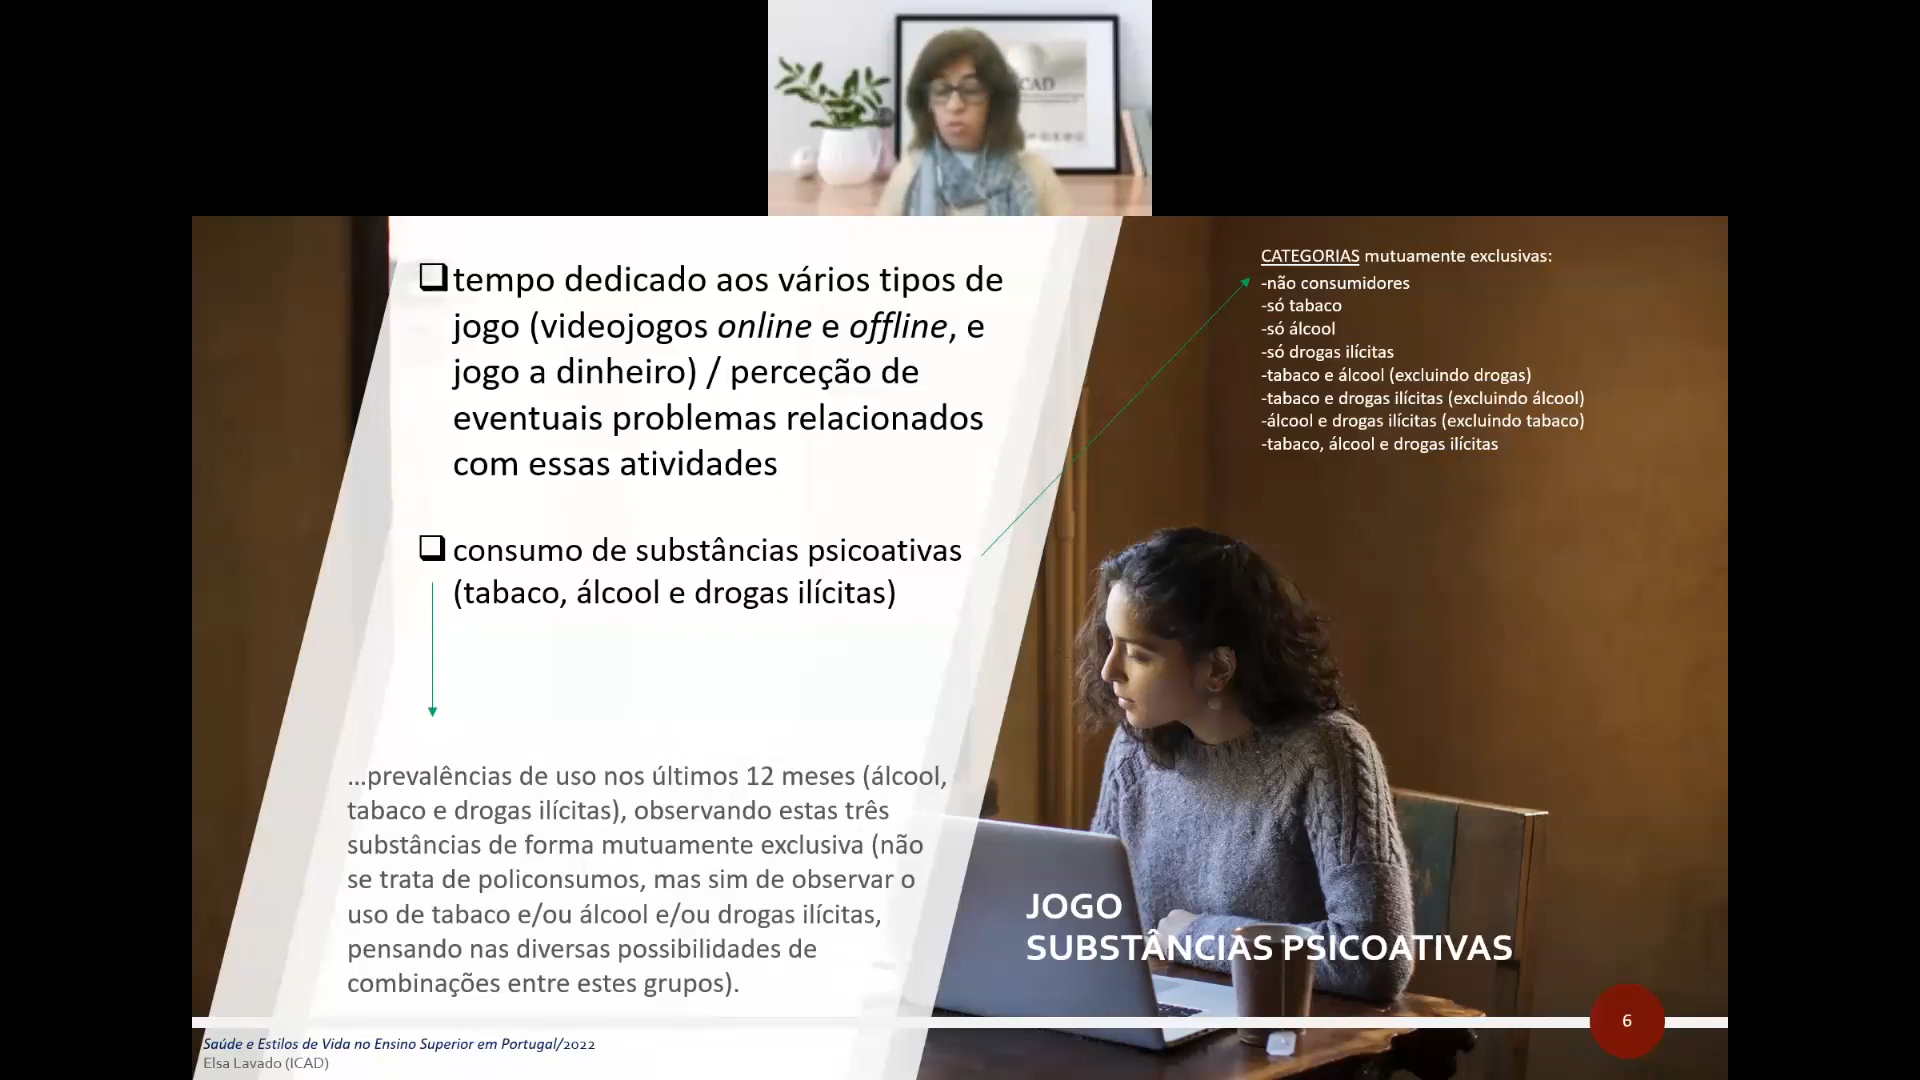 CAD
tempo dedicado aos vários tipos de
jogo (videojogos online e offline, e
jogo a dinheiro) / perceção de
eventuais problemas relacionados
com essas atividades
consumo de substâncias psicoativas
(tabaco, álcool e drogas ilícitas)
...prevalências de uso nos últimos 12 meses (álcool,
tabaco e drogas ilícitas), observando estas três
substâncias de forma mutuamente exclusiva (não
se trata de policonsumos, mas sim de observar o
uso de tabaco e/ou álcool e/ou drogas ilícitas,
pensando nas diversas possibilidades de
combinações entre estes grupos).
CATEGORIAS mutuamente exclusivas:
-não consumidores
-só tabaco
-só álcool
-só drogas ilícitas
-tabaco e álcool (excluindo drogas)
-tabaco e drogas ilícitas (excluindo álcool)
-álcool e drogas ilícitas (excluindo tabaco)
-tabaco, álcool e drogas ilícitas
JOGO
SUBSTÂNCIAS PSICOATIVAS
6
Saúde e Estilos de Vida no Ensino Superior em Portugal/2022
Elsa Lavado (ICAD)